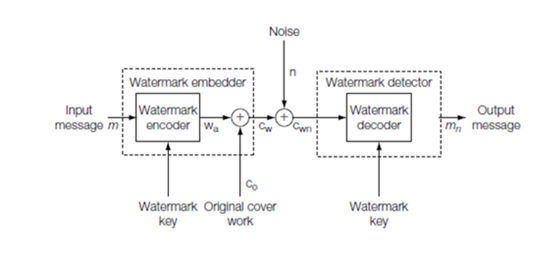 Noise
n
Watermark embedder
Watermark detector
Input
message m
Watermark
encoder
wa
+
cw
+
cwn
Watermark
decoder
mn
Output
message
co
Watermark
key
Original cover
work
Watermark
key